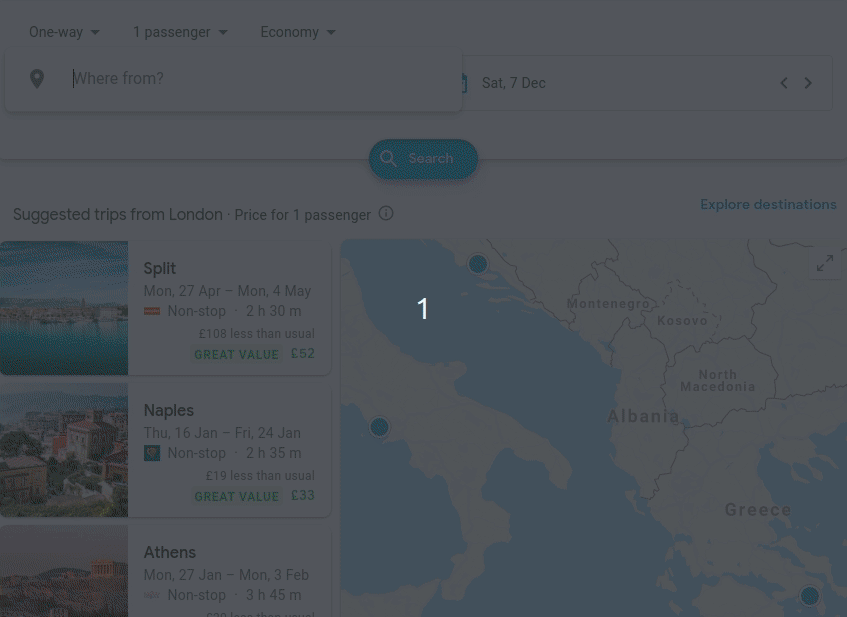 One-way 1 passenger Economy
Where from?
Sat, 7 Dec
Search
Suggested trips from London · Price for 1 passenger
Explore destinations
Split
Mon, 27 Apr – Mon, 4 May
Non-stop · 2 h 30 m
£108 less than usual
GREAT VALUE £52
Naples
Thu, 16 Jan – Fri, 24 Jan
Non-stop · 2 h 35 m
£19 less than usual
GREAT VALUE £33
Athens
Mon, 27 Jan – Mon, 3 Feb
Non-stop · 3 h 45 m
less than usual
1
Montenegro
Kosovo
North
Macedonia
Albania
Greece